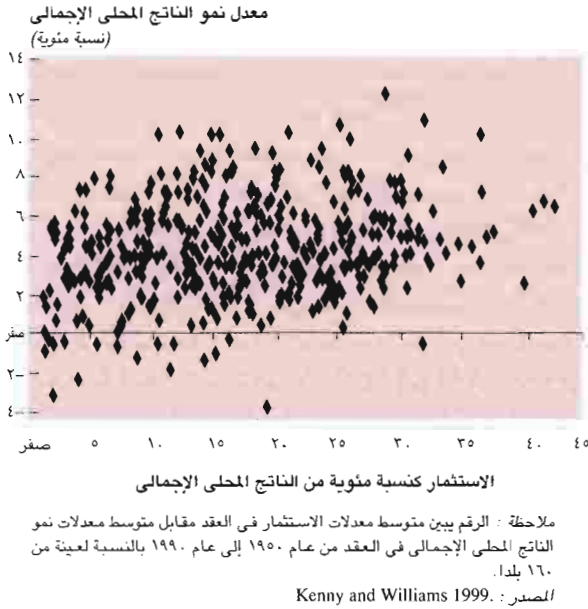 معدل نمو الناتج المحلى الإجمالى
(نسبة مئوية)
١٤
١٢
١٠
٨
٦
٤
٢
صفر
٢−
٤−
صفر ٥ ١٠ ١٥ ٢٠ ٢٥ ٣٠ ٣٥ ٤٠ ٤٥
الاستثمار كنسبة مئوية من الناتج المحلى الإجمالى
ملاحظة : الرقم يبين متوسط معدلات الاستثمار فى العقد مقابل متوسط معدلات نمو
الناتج المحلى الإجمالى فى العقد من عام ١٩٥٠ إلى عام ١٩٩٠ بالنسبة لعينة من
١٦٠ بلدا.
المصدر : Kenny and Williams 1999.